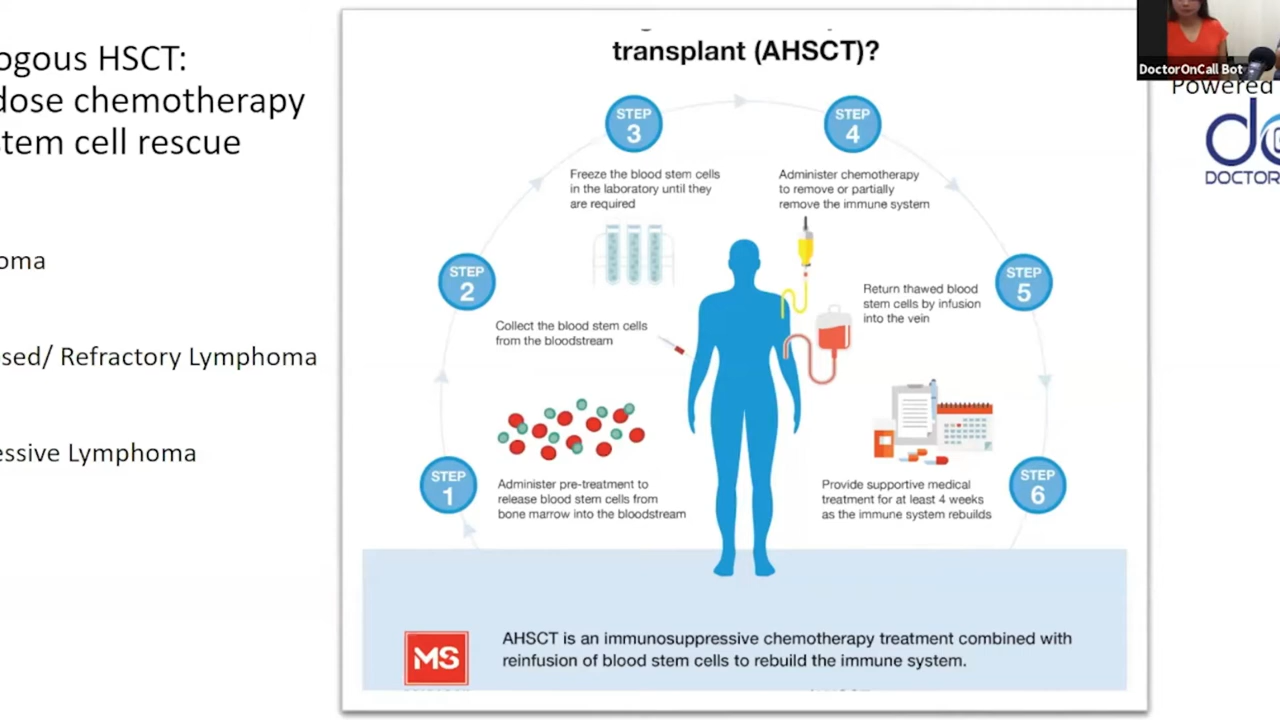 ogous HSCT:
dose chemotherapy
stem cell rescue
oma
sed/ Refractory Lymphoma
essive Lymphoma
transplant (AHSCT)?
STEP
1
Administer pre-treatment to
release blood stem cells from
bone marrow into the bloodstream
STEP
2
Collect the blood stem cells
from the bloodstream
STEP
3
Freeze the blood stem cells
in the laboratory until they
are required
STEP
4
Administer chemotherapy
to remove or partially
remove the immune system
STEP
5
Return thawed blood
stem cells by infusion
into the vein
STEP
6
Provide supportive medical
treatment for at least 4 weeks
as the immune system rebuilds
MS
AHSCT is an immunosuppressive chemotherapy treatment combined with
reinfusion of blood stem cells to rebuild the immune system.
DoctorOnCall Bot
Powered
do
DOCTOR